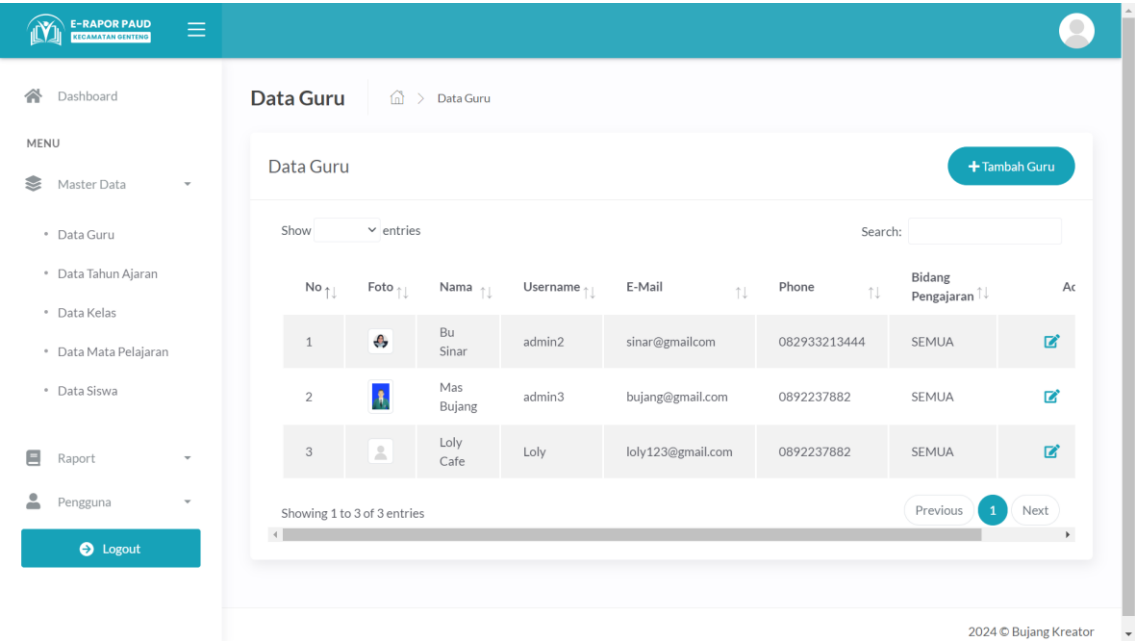 E-RAPOR PAUD
KECAMATAN GENTENG
Dashboard
MENU
Master Data
Data Guru
Data Tahun Ajaran
Data Kelas
Data Mata Pelajaran
Data Siswa
Raport
Pengguna
Logout
Data Guru > Data Guru
Data Guru
+ Tambah Guru
Show entries Search:
No Foto Nama Username E-Mail Phone Bidang Pengajaran Ac
1 Bu Sinar admin2 sinar@gmailcom 082933213444 SEMUA
2 Mas Bujang admin3 bujang@gmail.com 0892237882 SEMUA
3 Loly Cafe Loly loly123@gmail.com 0892237882 SEMUA
Showing 1 to 3 of 3 entries Previous 1 Next
2024 © Bujang Kreator